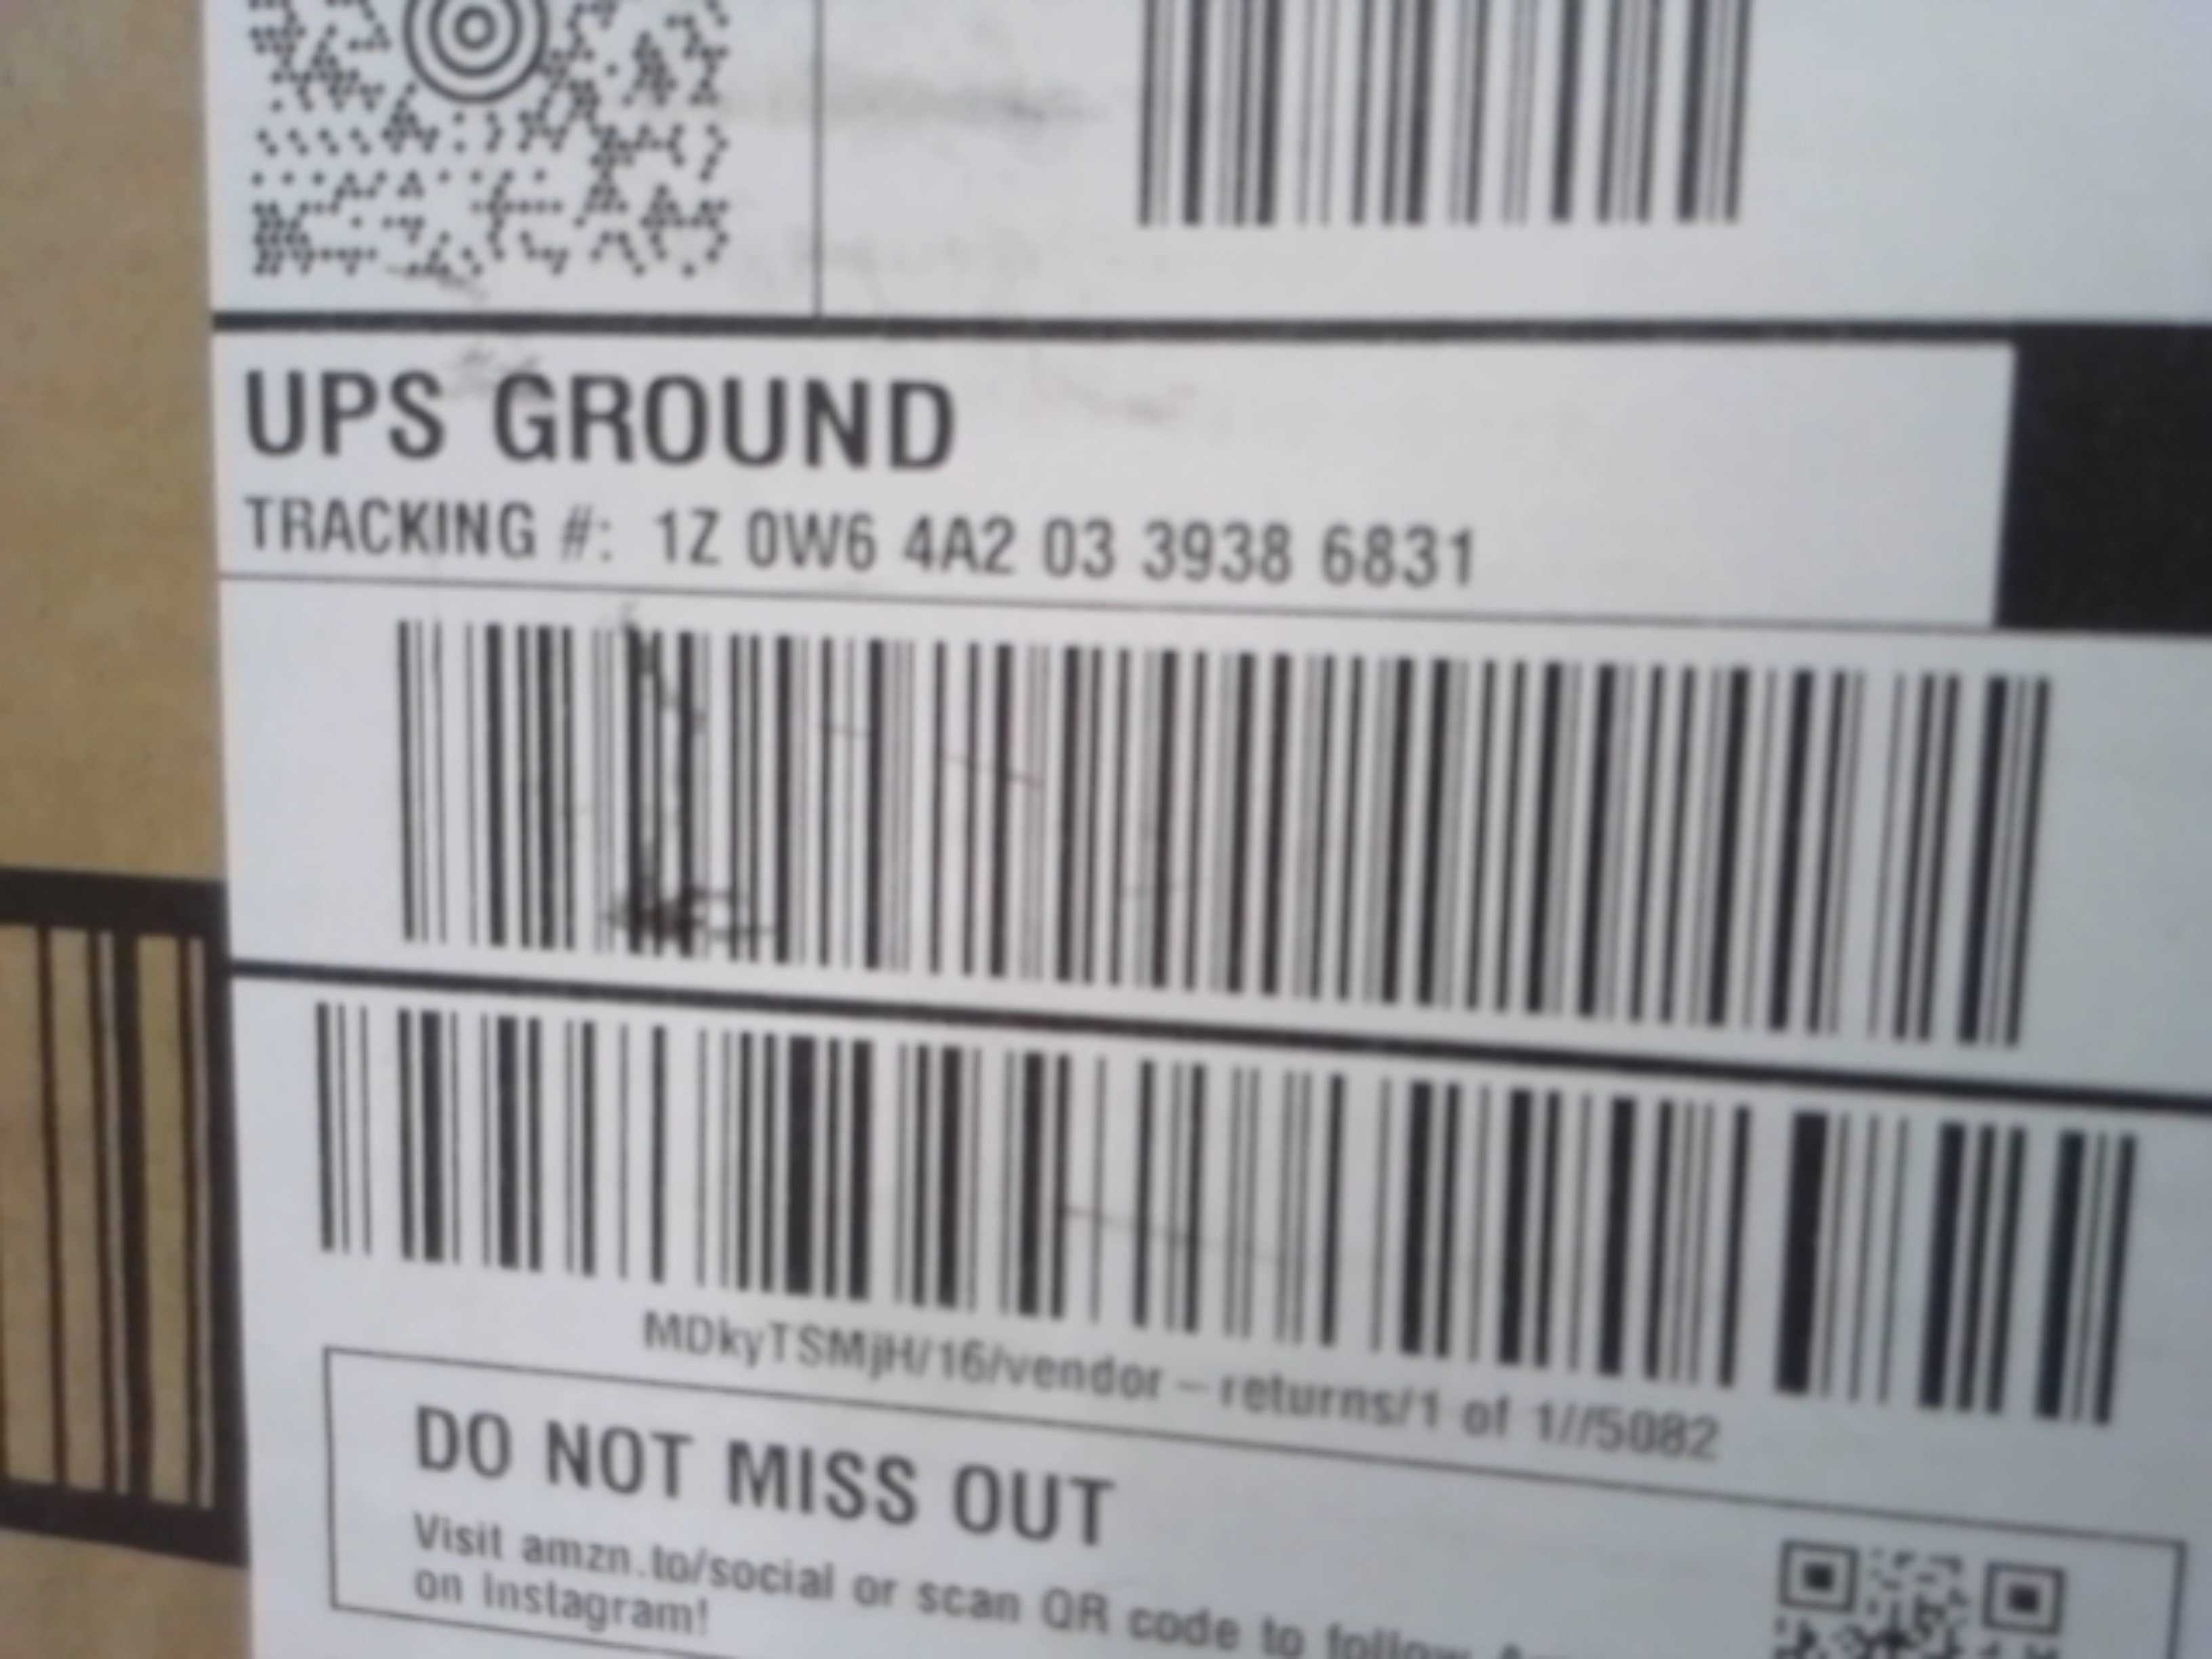 UPS GROUND
TRACKING #: 1Z 0W6 4A2 03 3938 6831
MDkyTSMjH/16/vendor – returns/1 of 1//5082
DO NOT MISS OUT
Visit amzn.to/social or scan QR code to follow
on Instagram!